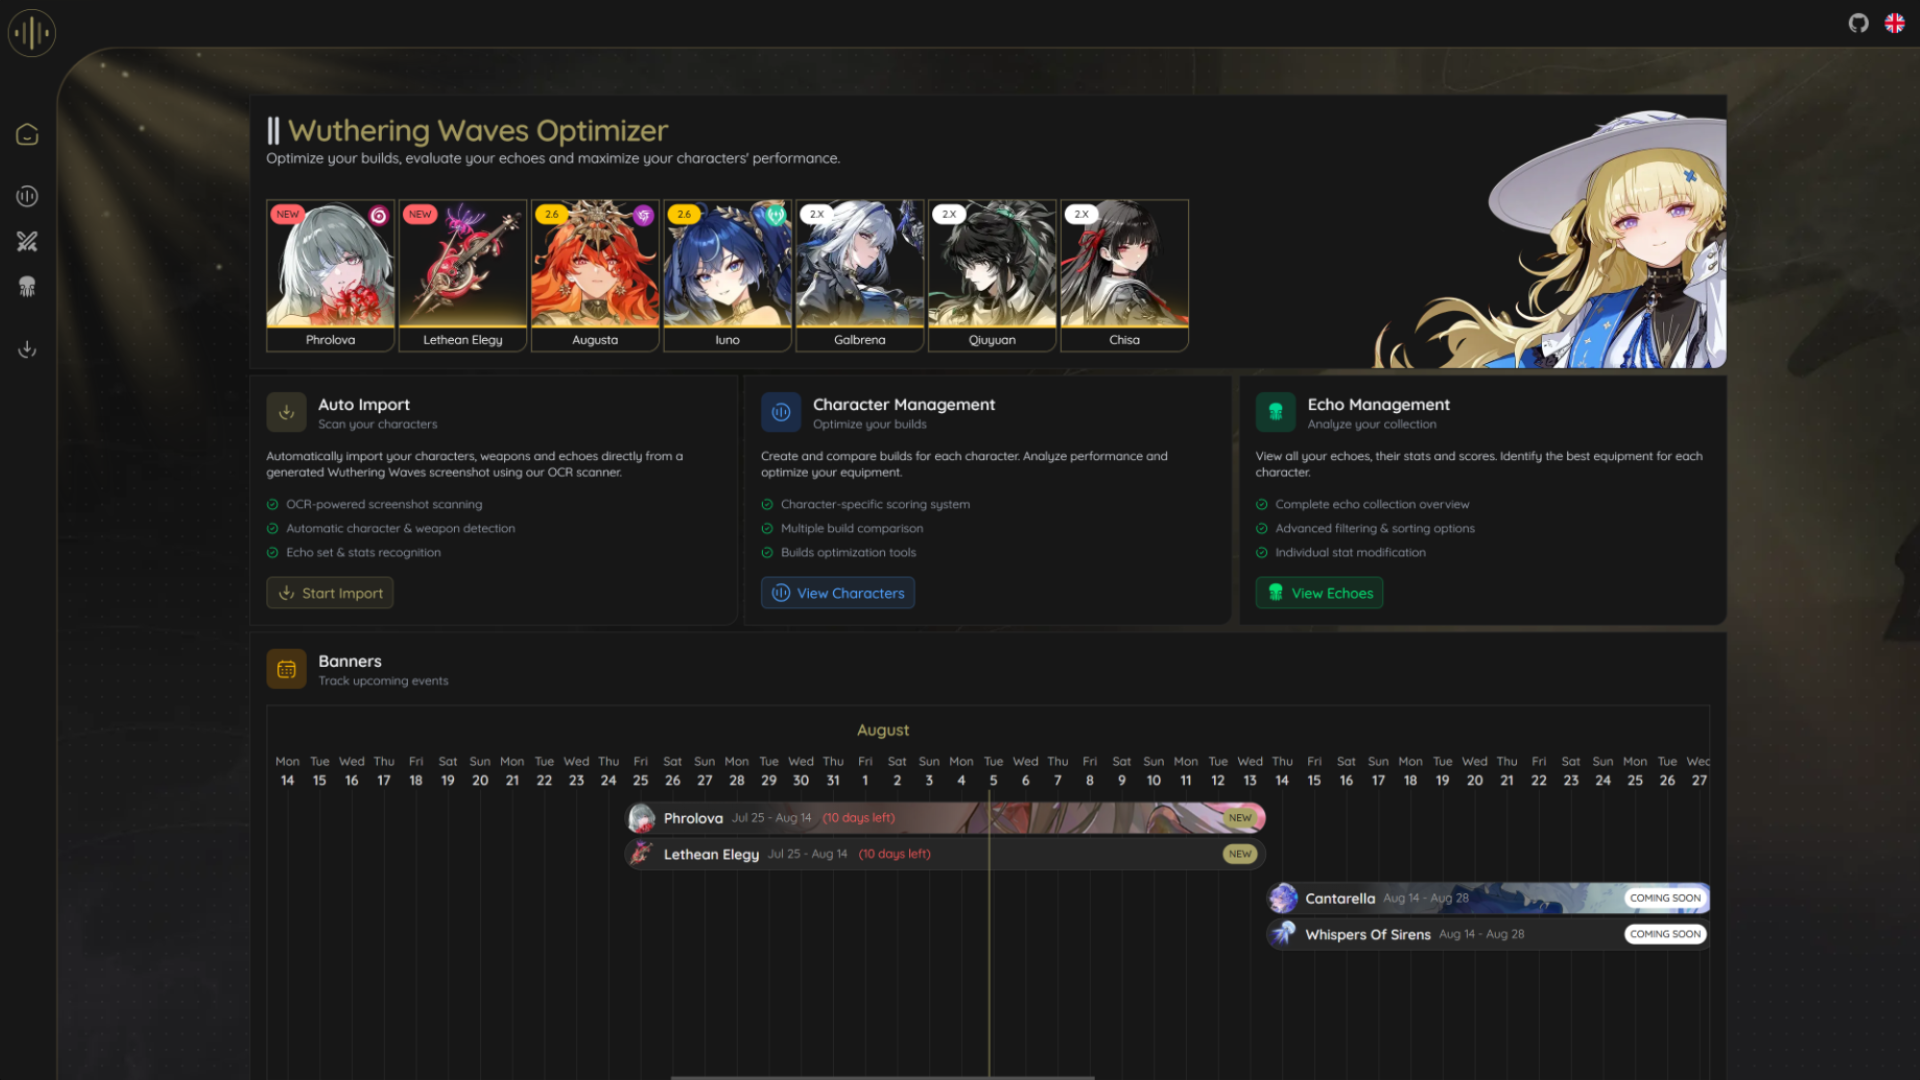 Wuthering Waves Optimizer
Optimize your builds, evaluate your echoes and maximize your characters' performance.
NEW NEW 2.6 2.6 2.X 2.X 2.X
Phrolova Lethean Elegy Augusta Iuno Galbrena Qiuyuan Chisa
Auto Import
Scan your characters
Automatically import your characters, weapons and echoes directly from a
generated Wuthering Waves screenshot using our OCR scanner.
OCR-powered screenshot scanning
Automatic character & weapon detection
Echo set & stats recognition
Start Import
Character Management
Optimize your builds
Create and compare builds for each character. Analyze performance and
optimize your equipment.
Character-specific scoring system
Multiple build comparison
Builds optimization tools
View Characters
Echo Management
Analyze your collection
View all your echoes, their stats and scores. Identify the best equipment for each
character.
Complete echo collection overview
Advanced filtering & sorting options
Individual stat modification
View Echoes
Banners
Track upcoming events
August
Mon Tue Wed Thu Fri Sat Sun Mon Tue Wed Thu Fri Sat Sun Mon Tue Wed Thu Fri Sat Sun Mon Tue Wed Thu Fri Sat Sun Mon Tue Wed Thu Fri Sat Sun Mon Tue Wed Thu Fri Sat Sun Mon Tue Wec
14 15 16 17 18 19 20 21 22 23 24 25 26 27 28 29 30 31 1 2 3 4 5 6 7 8 9 10 11 12 13 14 15 16 17 18 19 20 21 22 23 24 25 26 27
Phrolova Jul 25 - Aug 14 (10 days left) NEW
Lethean Elegy Jul 25 - Aug 14 (10 days left) NEW
Cantarella Aug 14 - Aug 28 COMING SOON
Whispers Of Sirens Aug 14 - Aug 28 COMING SOON